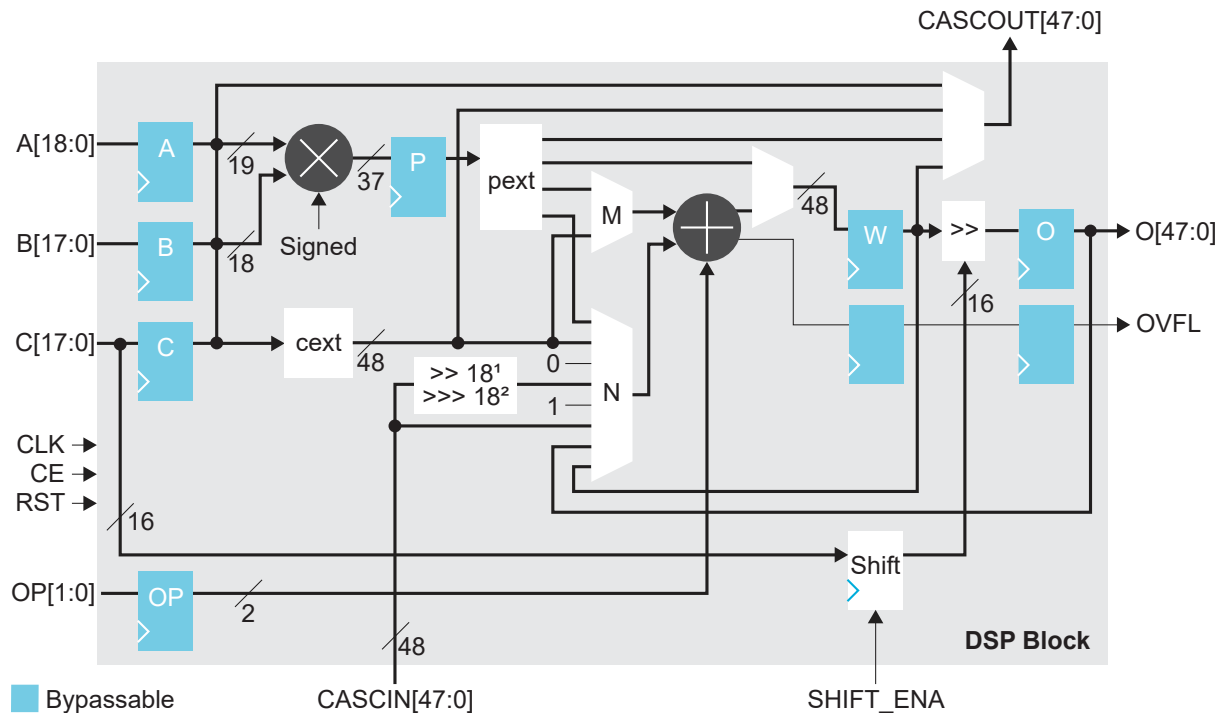 CASCOUT[47:0]
A[18:0]
A
19
37
P
pext
M
48
B[17:0]
B
18
Signed
W
>>
O
O[47:0]
16
C[17:0]
C
cext
48
0
>> 18¹
>>> 18²
1
N
OVFL
CLK
CE
RST
16
OP[1:0]
OP
2
48
Shift
DSP Block
Bypassable
CASCIN[47:0]
SHIFT_ENA